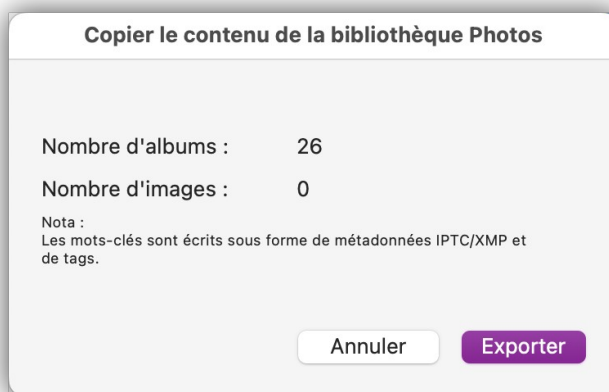 Copier le contenu de la bibliothèque Photos
Nombre d'albums : 26
Nombre d'images : 0
Nota :
Les mots-clés sont écrits sous forme de métadonnées IPTC/XMP et
de tags.
Annuler Exporter